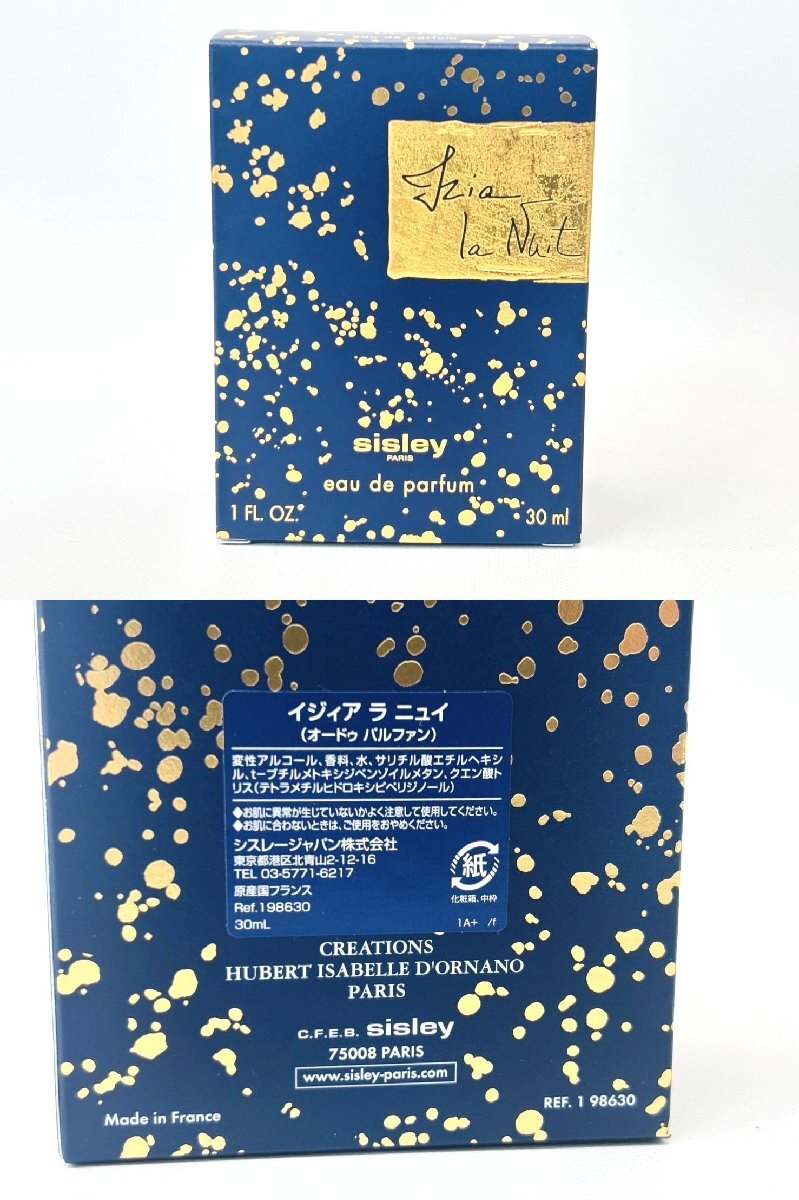 eau de parfum
Izia
la Nuit
sisley
PARIS
eau de parfum
1 FL. OZ. 30 ml
イジィア ラ ニュイ
(オードゥ パルファン)
変性アルコール、香料、水、サリチル酸エチルヘキシ
ル、t-ブチルメトキシジベンゾイルメタン、クエン酸ト
リス(テトラメチルヒドロキシピペリジノール)
◆お肌に異常が生じていないかよく注意して使用してください。
◆お肌に合わないときは、ご使用をおやめください。
シスレージャパン株式会社
東京都港区北青山2-12-16
TEL 03-5771-6217
原産国フランス
Ref.198630
30mL
紙
化粧箱、中枠
1A+ /f
CREATIONS
HUBERT ISABELLE D'ORNANO
PARIS
C.F.E.B. sisley
75008 PARIS
www.sisley-paris.com
Made in France REF. 1 98630